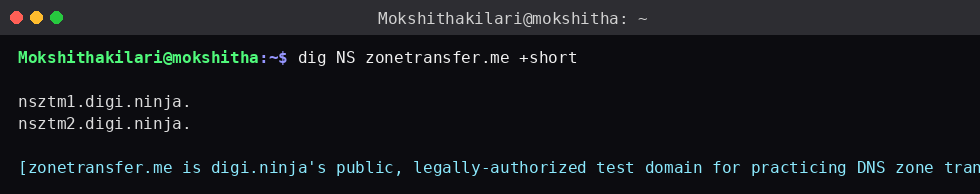 Mokshithakilari@mokshitha: ~
Mokshithakilari@mokshitha:~$ dig NS zonetransfer.me +short
nsztm1.digi.ninja.
nsztm2.digi.ninja.
[zonetransfer.me is digi.ninja's public, legally-authorized test domain for practicing DNS zone tran